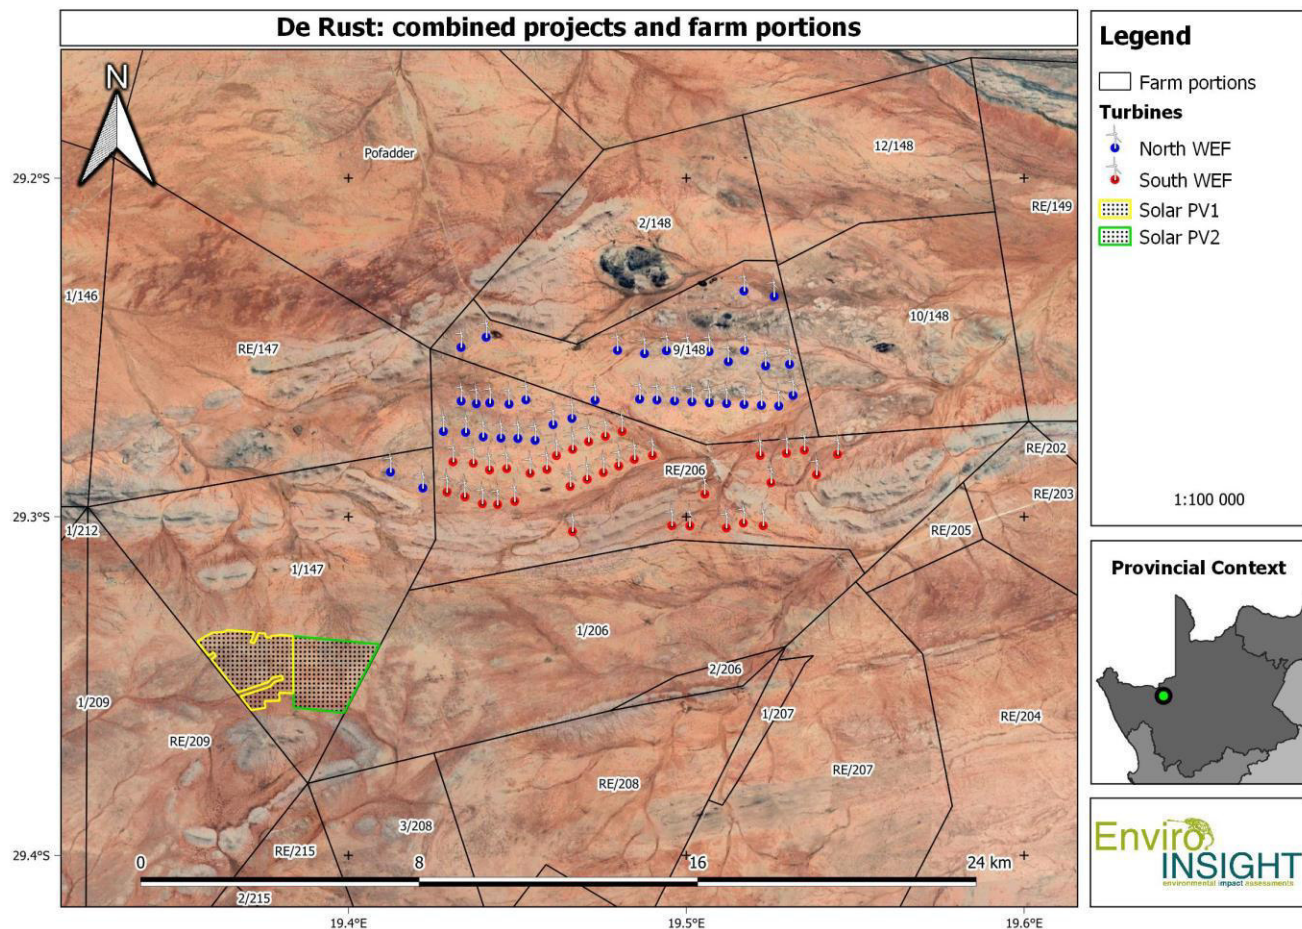 De Rust: combined projects and farm portions
N
Pofadder
12/148
29.2°S
RE/149
2/148
1/146
10/148
RE/147
9/148
RE/202
RE/206
RE/203
29.3°S
1/212
RE/205
1/147
1/206
2/206
1/209
1/207
RE/204
RE/209
RE/207
RE/208
3/208
RE/215
29.4°S
0 8 16 24 km
2/215
19.4°E 19.5°E 19.6°E
Legend
Farm portions
Turbines
North WEF
South WEF
Solar PV1
Solar PV2
1:100 000
Provincial Context
Enviro
INSIGHT
environmental impact assessments